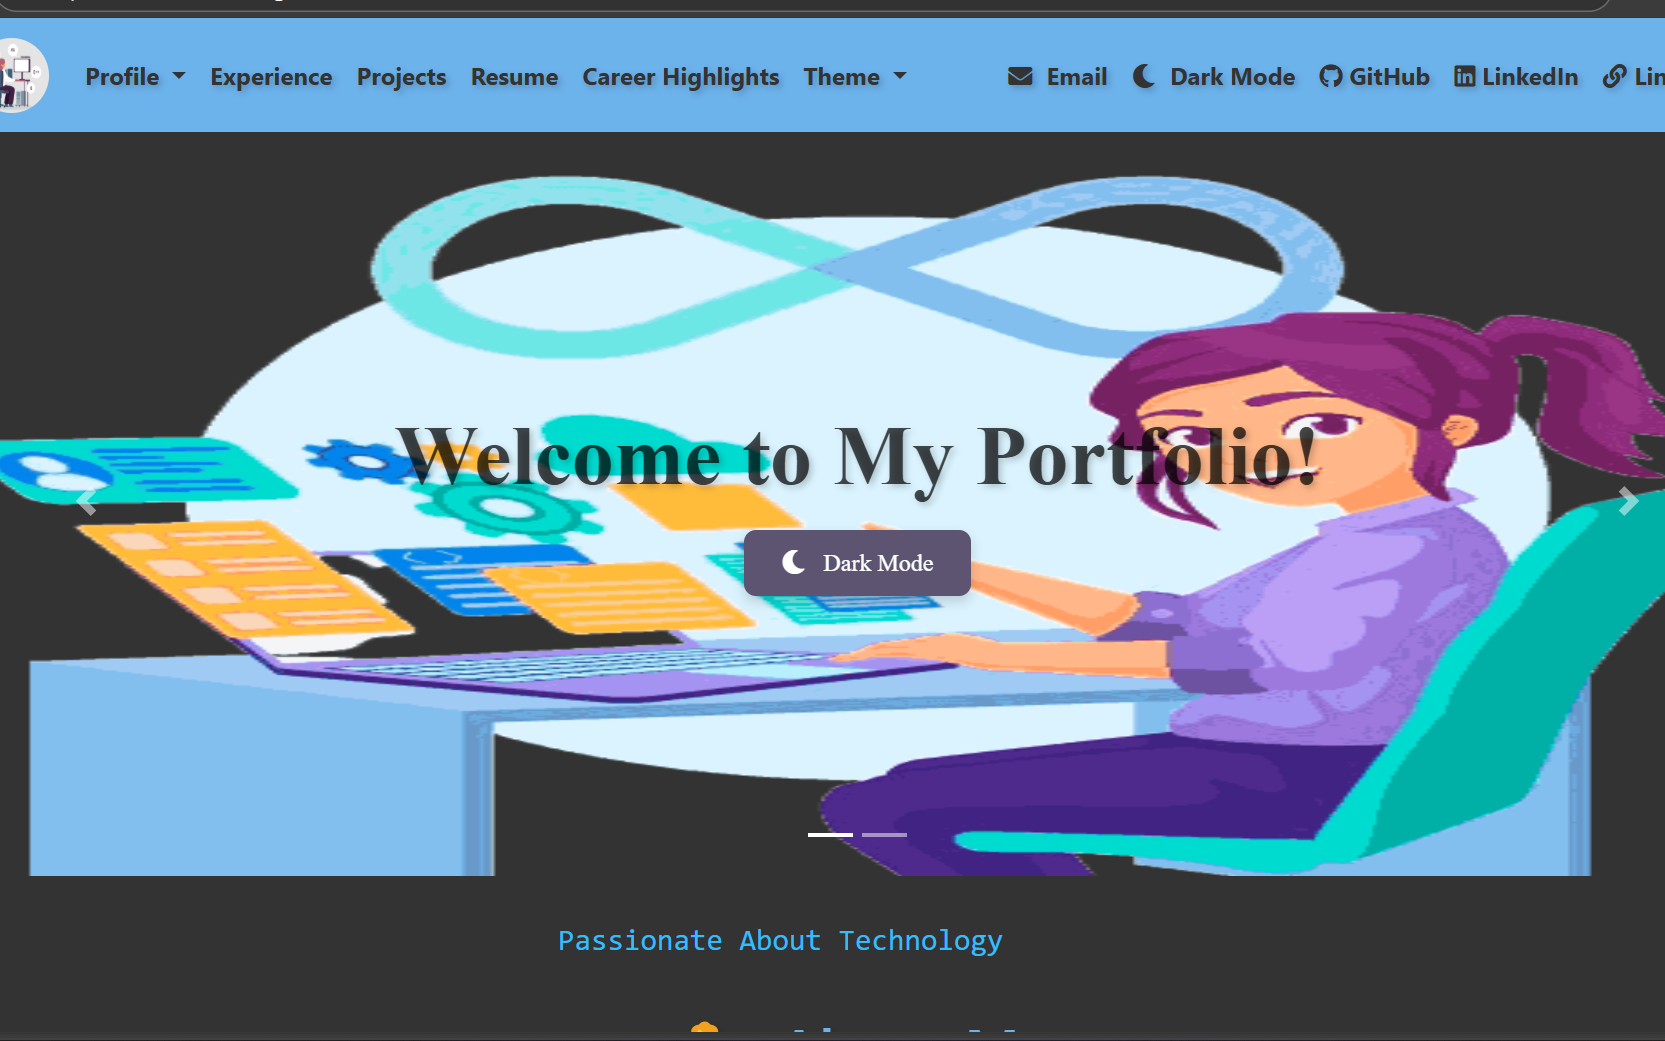 Profile Experience Projects Resume Career Highlights Theme Email Dark Mode GitHub LinkedIn
Welcome to My Portfolio!
Dark Mode
Passionate About Technology